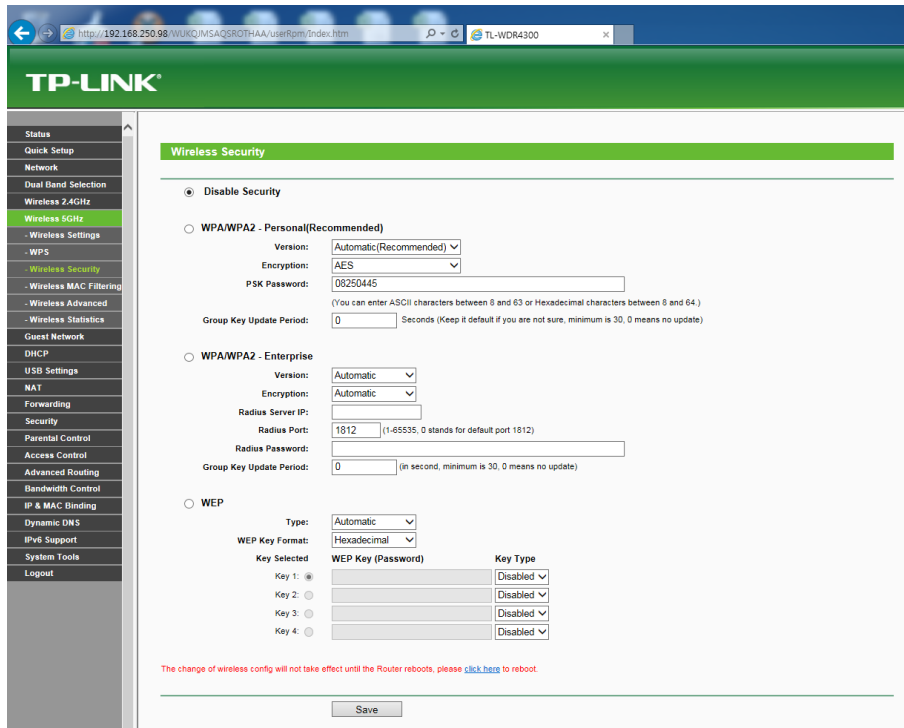 http://192.168.250.98/WUKQJMSAQSROTHAA/userRpm/Index.htm
TL-WDR4300
TP-LINK®
Status
Quick Setup
Network
Dual Band Selection
Wireless 2.4GHz
Wireless 5GHz
- Wireless Settings
- WPS
- Wireless Security
- Wireless MAC Filtering
- Wireless Advanced
- Wireless Statistics
Guest Network
DHCP
USB Settings
NAT
Forwarding
Security
Parental Control
Access Control
Advanced Routing
Bandwidth Control
IP & MAC Binding
Dynamic DNS
IPv6 Support
System Tools
Logout
Wireless Security
Disable Security
WPA/WPA2 - Personal(Recommended)
Version: Automatic(Recommended)
Encryption: AES
PSK Password: 08250445
(You can enter ASCII characters between 8 and 63 or Hexadecimal characters between 8 and 64.)
Group Key Update Period: 0 Seconds (Keep it default if you are not sure, minimum is 30, 0 means no update)
WPA/WPA2 - Enterprise
Version: Automatic
Encryption: Automatic
Radius Server IP:
Radius Port: 1812 (1-65535, 0 stands for default port 1812)
Radius Password:
Group Key Update Period: 0 (in second, minimum is 30, 0 means no update)
WEP
Type: Automatic
WEP Key Format: Hexadecimal
Key Selected WEP Key (Password) Key Type
Key 1: Disabled
Key 2: Disabled
Key 3: Disabled
Key 4: Disabled
The change of wireless config will not take effect until the Router reboots, please click here to reboot.
Save